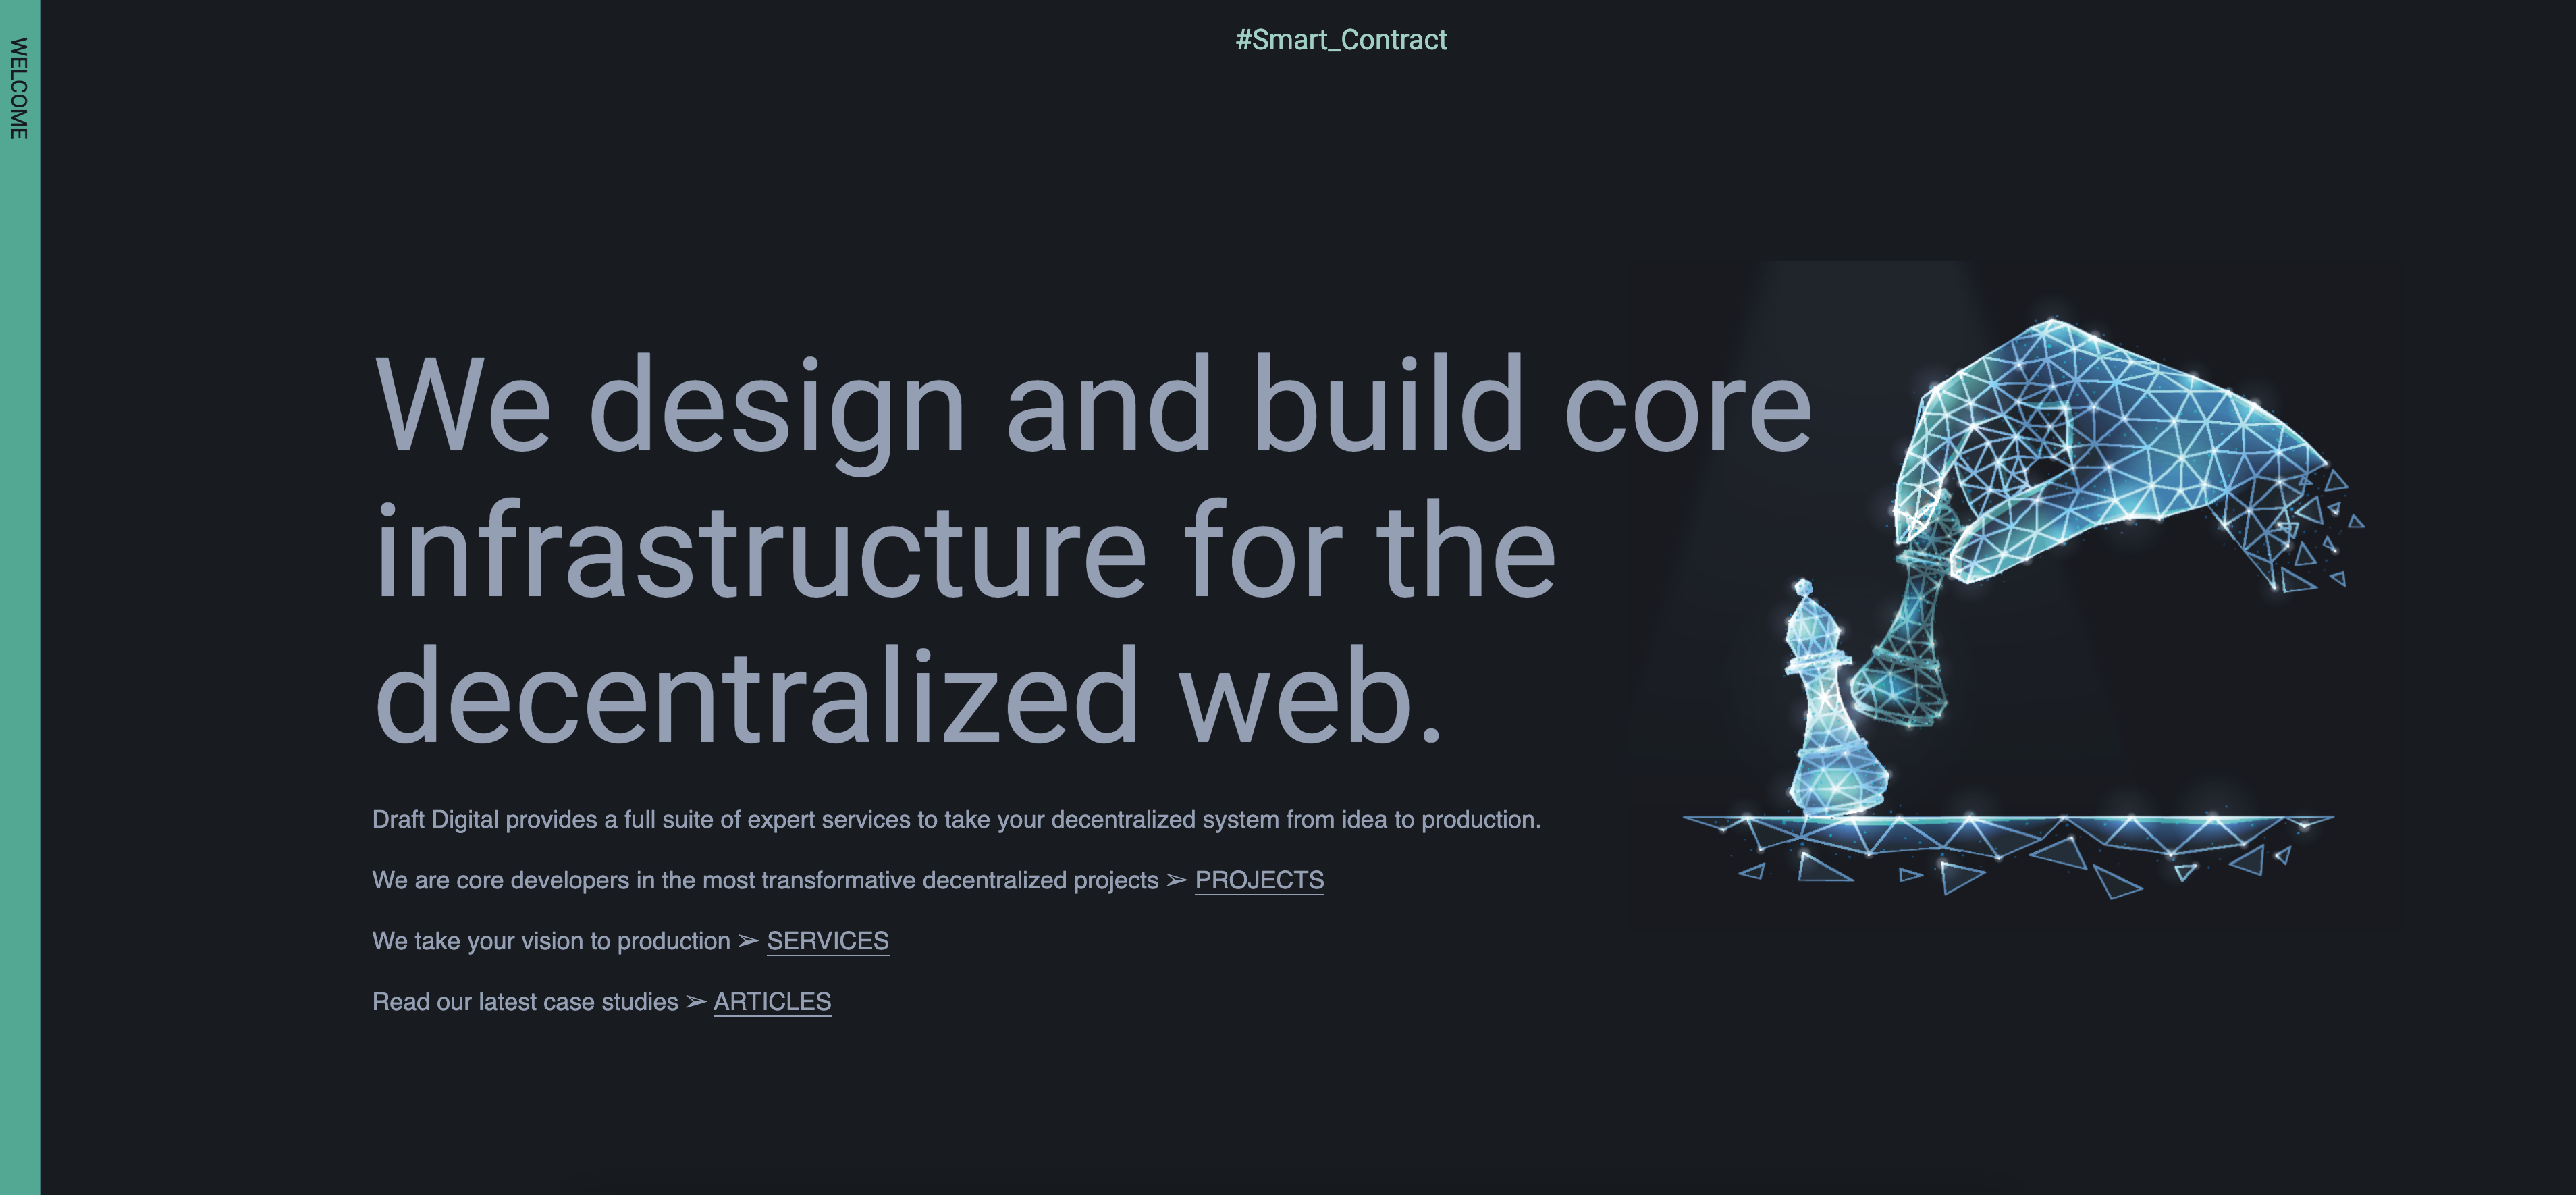 WELCOME
#Smart_Contract
We design and build core
infrastructure for the
decentralized web.
Draft Digital provides a full suite of expert services to take your decentralized system from idea to production.
We are core developers in the most transformative decentralized projects ➢ PROJECTS
We take your vision to production ➢ SERVICES
Read our latest case studies ➢ ARTICLES